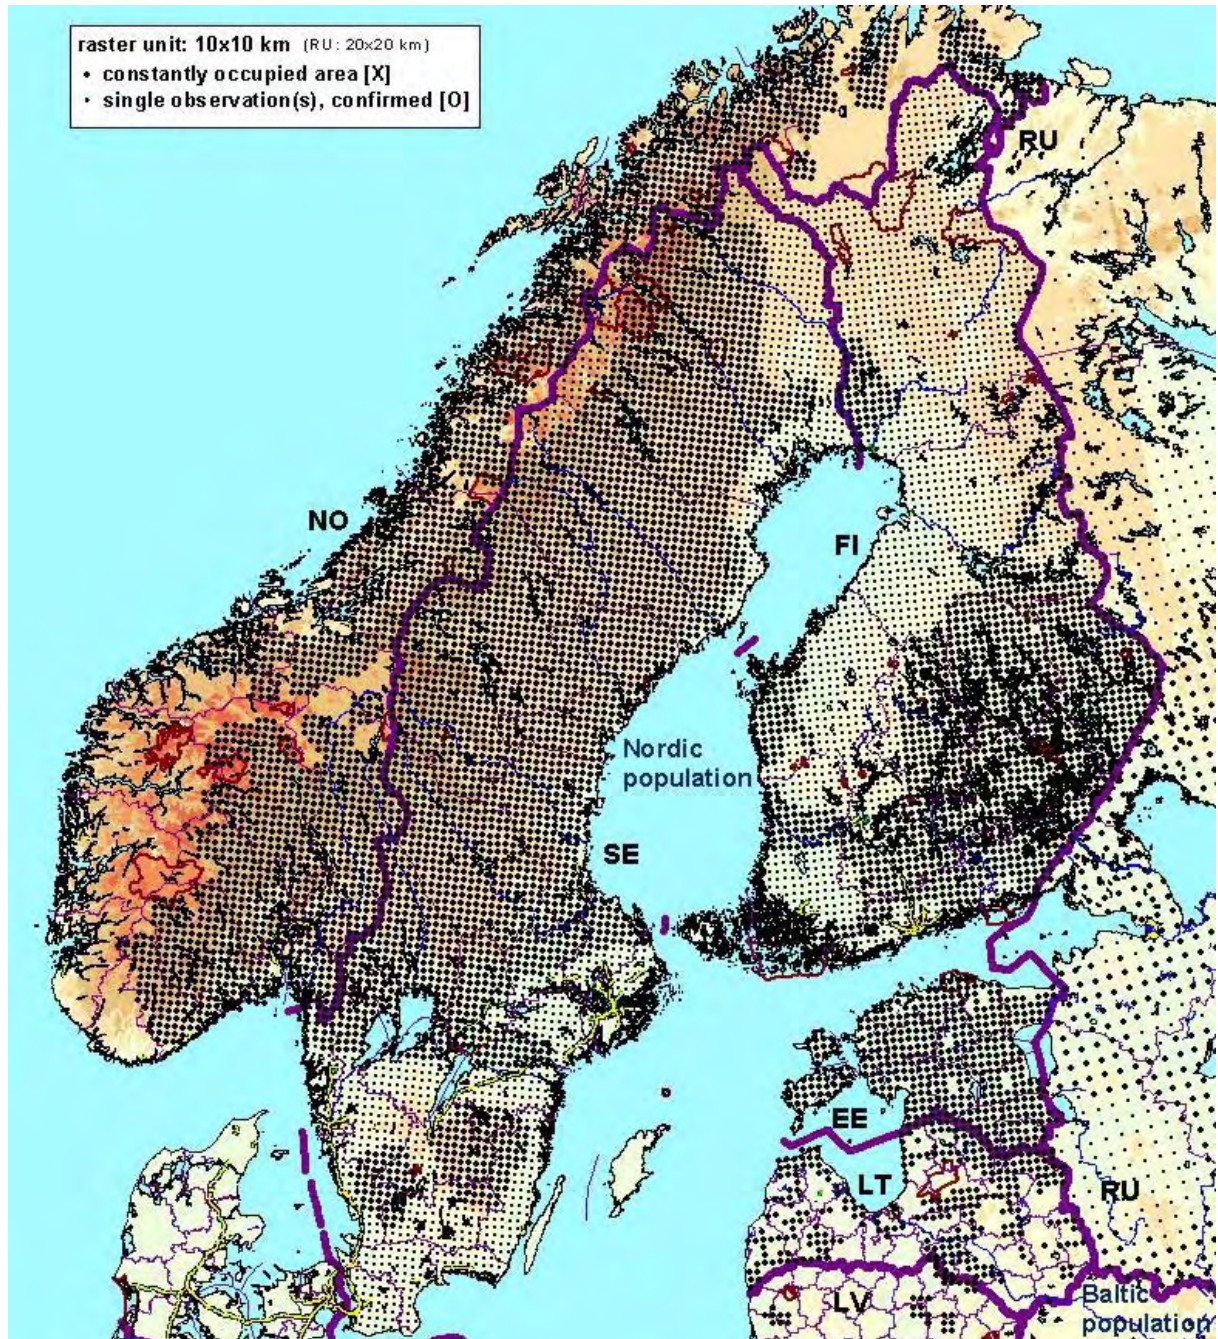 raster unit: 10x10 km (RU: 20x20 km)
• constantly occupied area [X]
• single observation(s), confirmed [O]
RU
NO
FI
Nordic
population
SE
EE
LT
RU
LV
Baltic
population